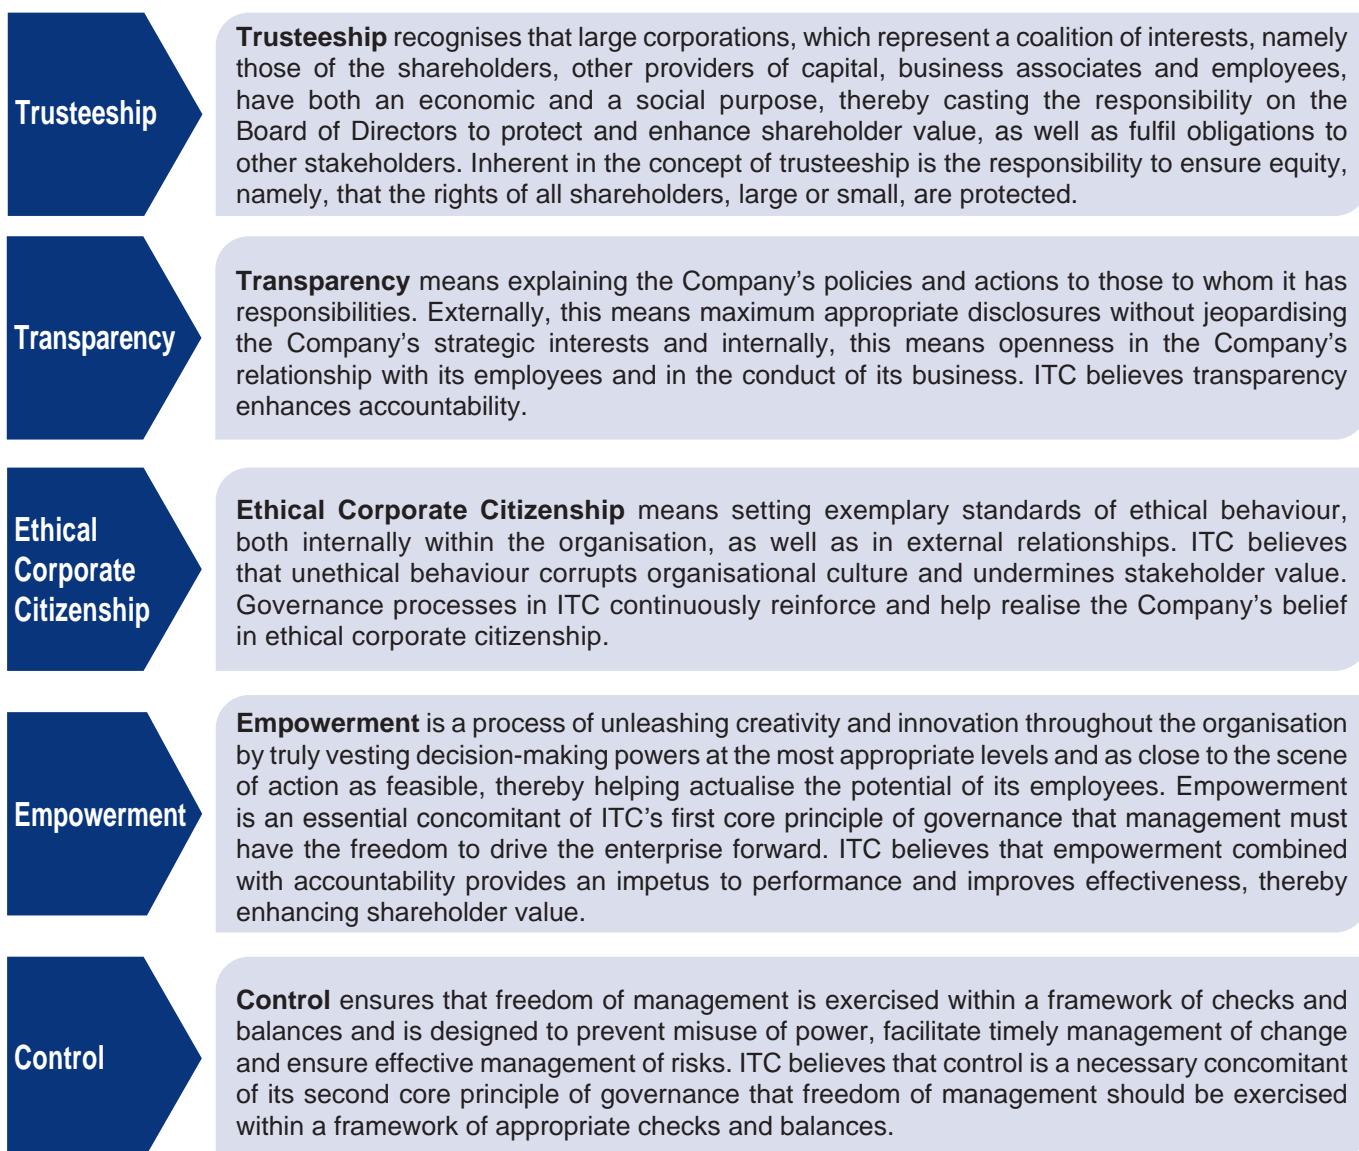 Trusteeship
Trusteeship recognises that large corporations, which represent a coalition of interests, namely
those of the shareholders, other providers of capital, business associates and employees,
have both an economic and a social purpose, thereby casting the responsibility on the
Board of Directors to protect and enhance shareholder value, as well as fulfil obligations to
other stakeholders. Inherent in the concept of trusteeship is the responsibility to ensure equity,
namely, that the rights of all shareholders, large or small, are protected.
Transparency
Transparency means explaining the Company’s policies and actions to those to whom it has
responsibilities. Externally, this means maximum appropriate disclosures without jeopardising
the Company’s strategic interests and internally, this means openness in the Company’s
relationship with its employees and in the conduct of its business. ITC believes transparency
enhances accountability.
Ethical
Corporate
Citizenship
Ethical Corporate Citizenship means setting exemplary standards of ethical behaviour,
both internally within the organisation, as well as in external relationships. ITC believes
that unethical behaviour corrupts organisational culture and undermines stakeholder value.
Governance processes in ITC continuously reinforce and help realise the Company’s belief
in ethical corporate citizenship.
Empowerment
Empowerment is a process of unleashing creativity and innovation throughout the organisation
by truly vesting decision-making powers at the most appropriate levels and as close to the scene
of action as feasible, thereby helping actualise the potential of its employees. Empowerment
is an essential concomitant of ITC’s first core principle of governance that management must
have the freedom to drive the enterprise forward. ITC believes that empowerment combined
with accountability provides an impetus to performance and improves effectiveness, thereby
enhancing shareholder value.
Control
Control ensures that freedom of management is exercised within a framework of checks and
balances and is designed to prevent misuse of power, facilitate timely management of change
and ensure effective management of risks. ITC believes that control is a necessary concomitant
of its second core principle of governance that freedom of management should be exercised
within a framework of appropriate checks and balances.